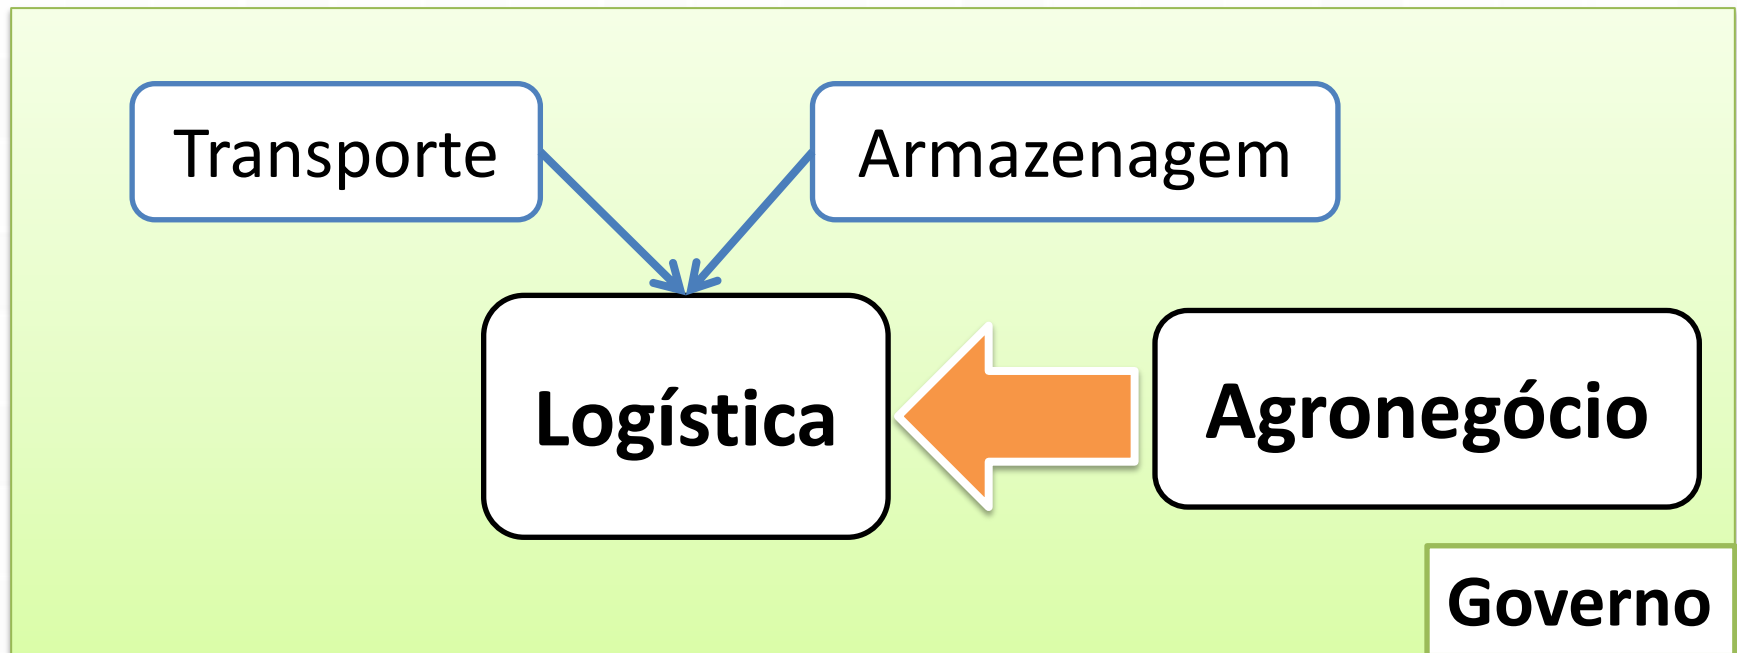 Transporte
Armazenagem
Logística
Agronegócio
Governo